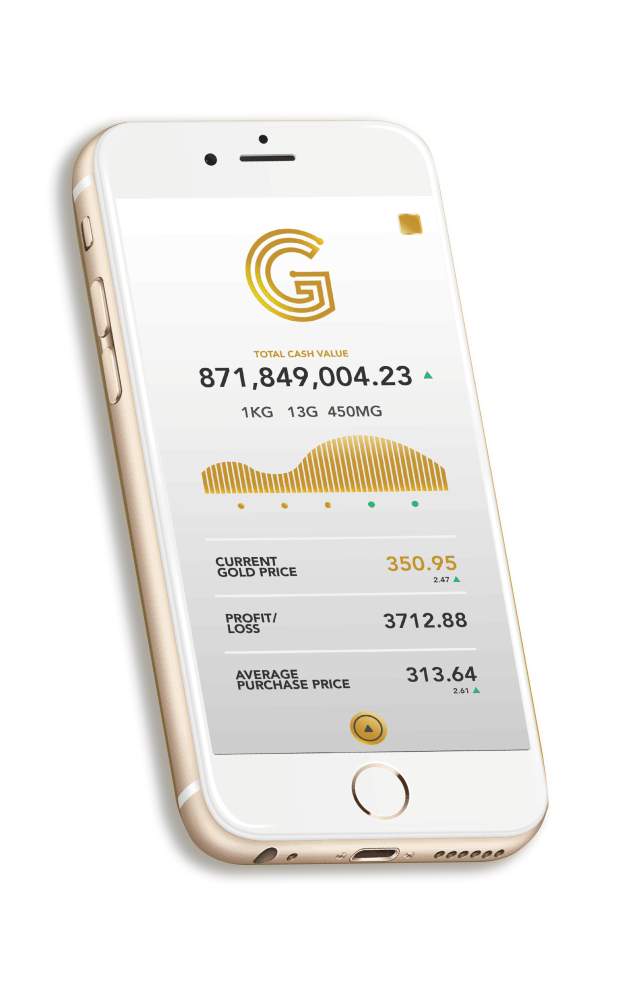 G
TOTAL CASH VALUE
871,849,004.23
1KG 13G 450MG
CURRENT
GOLD PRICE
350.95
2.47
PROFIT/
LOSS
3712.88
AVERAGE
PURCHASE PRICE
313.64
2.61